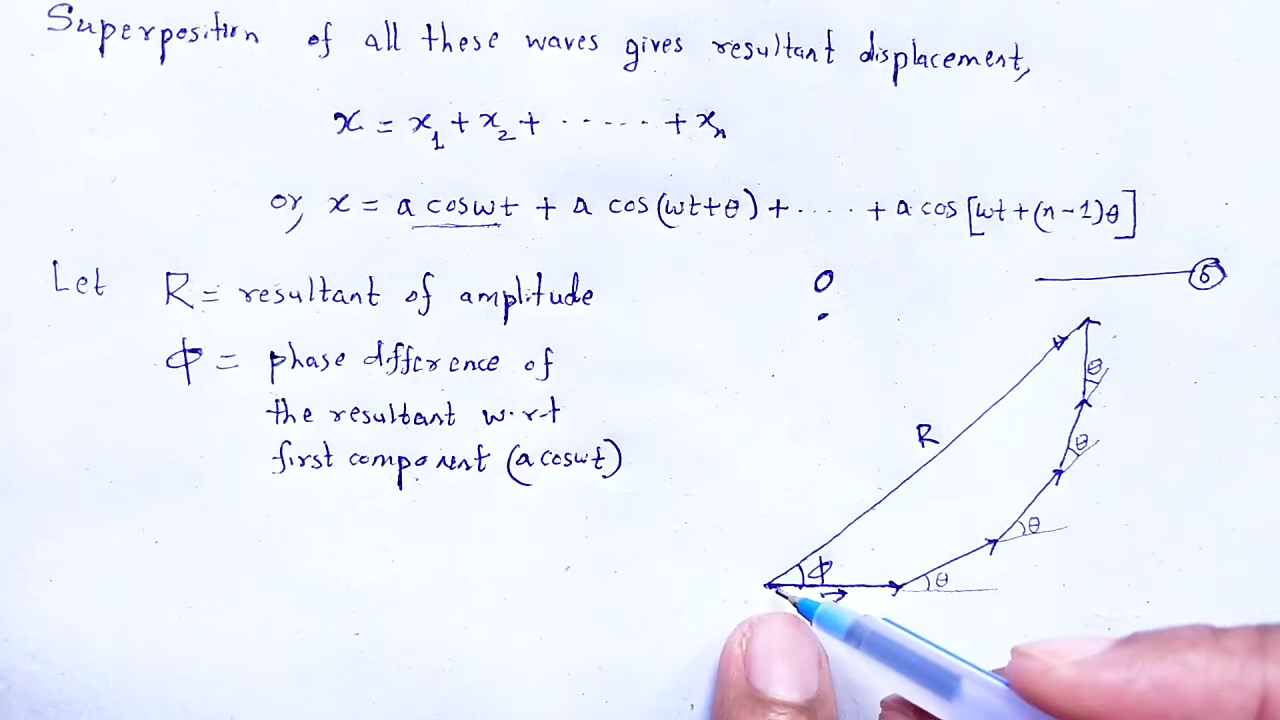 Superposition of all these waves gives resultant displacement,
x = x₁ + x₂ + ...... + xₙ
or, x = a cosωt + a cos(ωt+θ) + ..... + a cos[ωt+(n-1)θ]
6
Let R = resultant of amplitude
ϕ = phase difference of
the resultant w.r.t
first component (a cosωt)
θ
θ
R
θ
ϕ
θ